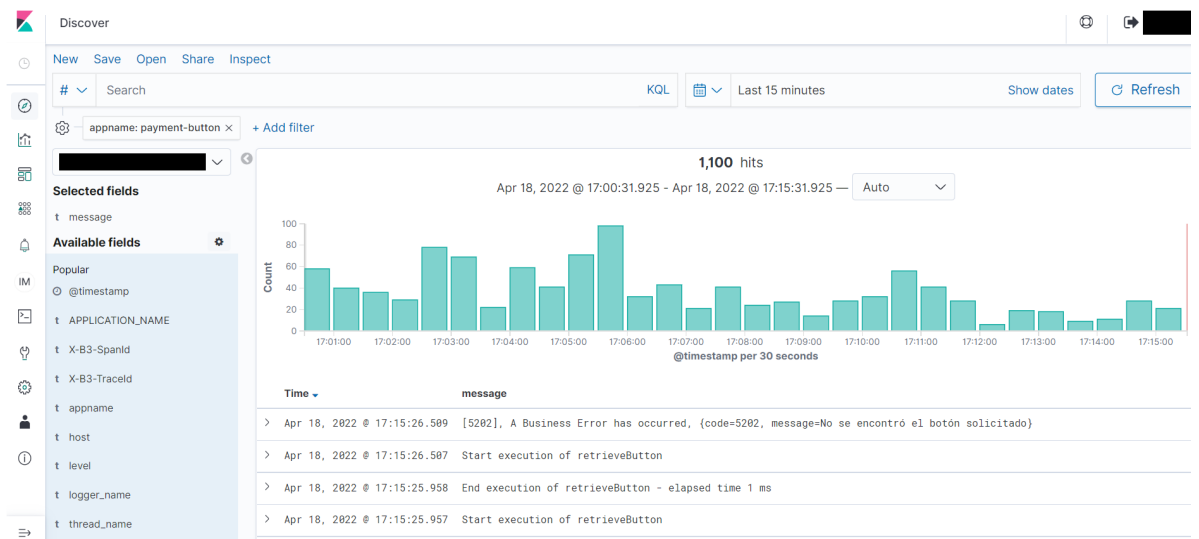 Discover
New Save Open Share Inspect
# Search KQL Last 15 minutes Show dates Refresh
appname: payment-button × + Add filter
1,100 hits
Selected fields
Apr 18, 2022 @ 17:00:31.925 - Apr 18, 2022 @ 17:15:31.925 — Auto
t message
Available fields
Popular
@timestamp
t APPLICATION_NAME
t X-B3-SpanId
t X-B3-TraceId
t appname
t host
t level
t logger_name
t thread_name
IM
Count
100
80
60
40
20
0
17:01:00 17:02:00 17:03:00 17:04:00 17:05:00 17:06:00 17:07:00 17:08:00 17:09:00 17:10:00 17:11:00 17:12:00 17:13:00 17:14:00 17:15:00
@timestamp per 30 seconds
Time message
Apr 18, 2022 @ 17:15:26.509 [5202], A Business Error has occurred, {code=5202, message=No se encontró el botón solicitado}
Apr 18, 2022 @ 17:15:26.507 Start execution of retrieveButton
Apr 18, 2022 @ 17:15:25.958 End execution of retrieveButton - elapsed time 1 ms
Apr 18, 2022 @ 17:15:25.957 Start execution of retrieveButton